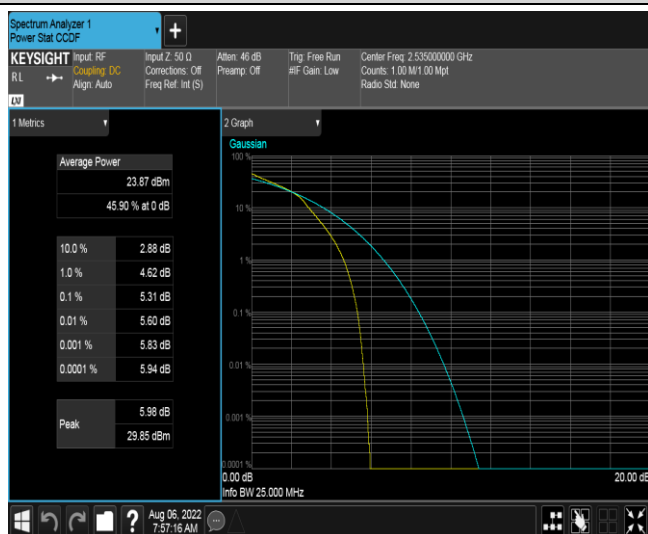 Spectrum Analyzer 1
Power Stat CCDF
+
KEYSIGHT
RL
LXI
Input: RF
Coupling: DC
Align: Auto
Input Z: 50 Ω
Corrections: Off
Freq Ref: Int (S)
Atten: 46 dB
Preamp: Off
Trig: Free Run
#IF Gain: Low
Center Freq: 2.535000000 GHz
Counts: 1.00 M/1.00 Mpt
Radio Std: None
1 Metrics
Average Power
23.87 dBm
45.90 % at 0 dB
10.0 % 2.88 dB
1.0 % 4.62 dB
0.1 % 5.31 dB
0.01 % 5.60 dB
0.001 % 5.83 dB
0.0001 % 5.94 dB
Peak
5.98 dB
29.85 dBm
2 Graph
Gaussian
100 %
10 %
1 %
0.1 %
0.01 %
0.001 %
0.0001 %
0.00 dB 20.00 dB
Info BW 25.000 MHz
?
Aug 06, 2022
7:57:16 AM